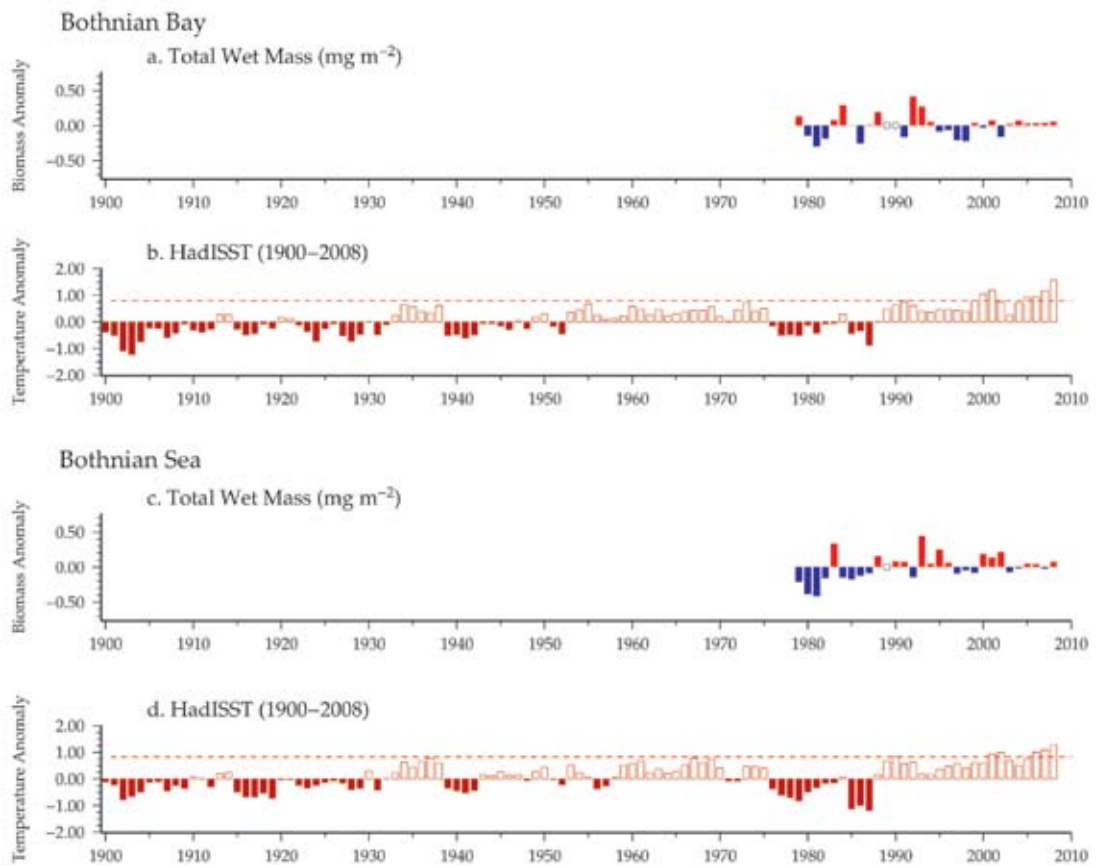 Bothnian Bay
a. Total Wet Mass (mg m−2)
Biomass Anomaly
0.50
0.00
−0.50
1900 1910 1920 1930 1940 1950 1960 1970 1980 1990 2000 2010
b. HadISST (1900–2008)
Temperature Anomaly
2.00
1.00
0.00
−1.00
−2.00
1900 1910 1920 1930 1940 1950 1960 1970 1980 1990 2000 2010
Bothnian Sea
c. Total Wet Mass (mg m−2)
Biomass Anomaly
0.50
0.00
−0.50
1900 1910 1920 1930 1940 1950 1960 1970 1980 1990 2000 2010
d. HadISST (1900–2008)
Temperature Anomaly
2.00
1.00
0.00
−1.00
−2.00
1900 1910 1920 1930 1940 1950 1960 1970 1980 1990 2000 2010